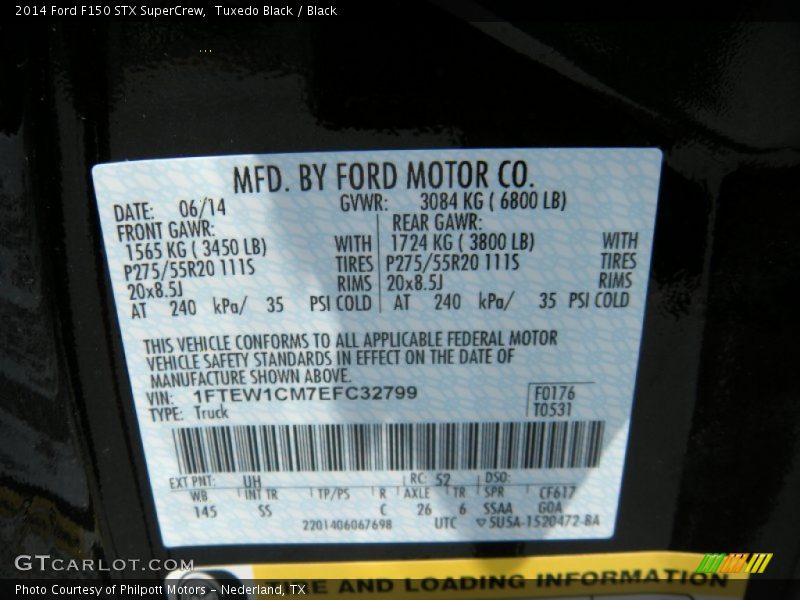 2014 Ford F150 STX SuperCrew,  Tuxedo Black / Black
MFD. BY FORD MOTOR CO.
DATE: 06/14 GVWR: 3084 KG ( 6800 LB)
FRONT GAWR: REAR GAWR:
1565 KG ( 3450 LB) WITH 1724 KG ( 3800 LB) WITH
P275/55R20 111S TIRES P275/55R20 111S TIRES
20x8.5J RIMS 20x8.5J RIMS
AT 240 kPa/ 35 PSI COLD AT 240 kPa/ 35 PSI COLD
THIS VEHICLE CONFORMS TO ALL APPLICABLE FEDERAL MOTOR
VEHICLE SAFETY STANDARDS IN EFFECT ON THE DATE OF
MANUFACTURE SHOWN ABOVE.
VIN: 1FTEW1CM7EFC32799 F0176
TYPE: Truck T0531
EXT PNT: UH RC: 52 DSO:
WB INT TR TP/PS R AXLE TR SPR CF617
145 SS C 26 6 SSAA GOA
2201406067698 UTC ▽SU5A-1520472-BA
TIRE AND LOADING INFORMATION
GTCARLOT.COM
Photo Courtesy of Philpott Motors – Nederland, TX